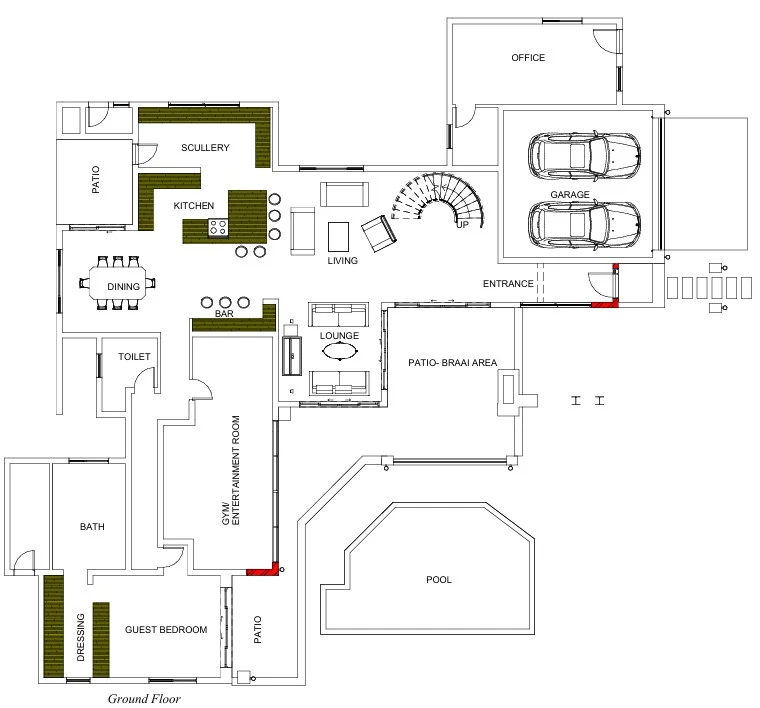 OFFICE
SCULLERY
PATIO
KITCHEN
GARAGE
UP
LIVING
DINING
ENTRANCE
BAR
LOUNGE
TOILET
PATIO- BRAAI AREA
GYM/
ENTERTAINMENT ROOM
BATH
POOL
DRESSING
GUEST BEDROOM
PATIO
Ground Floor